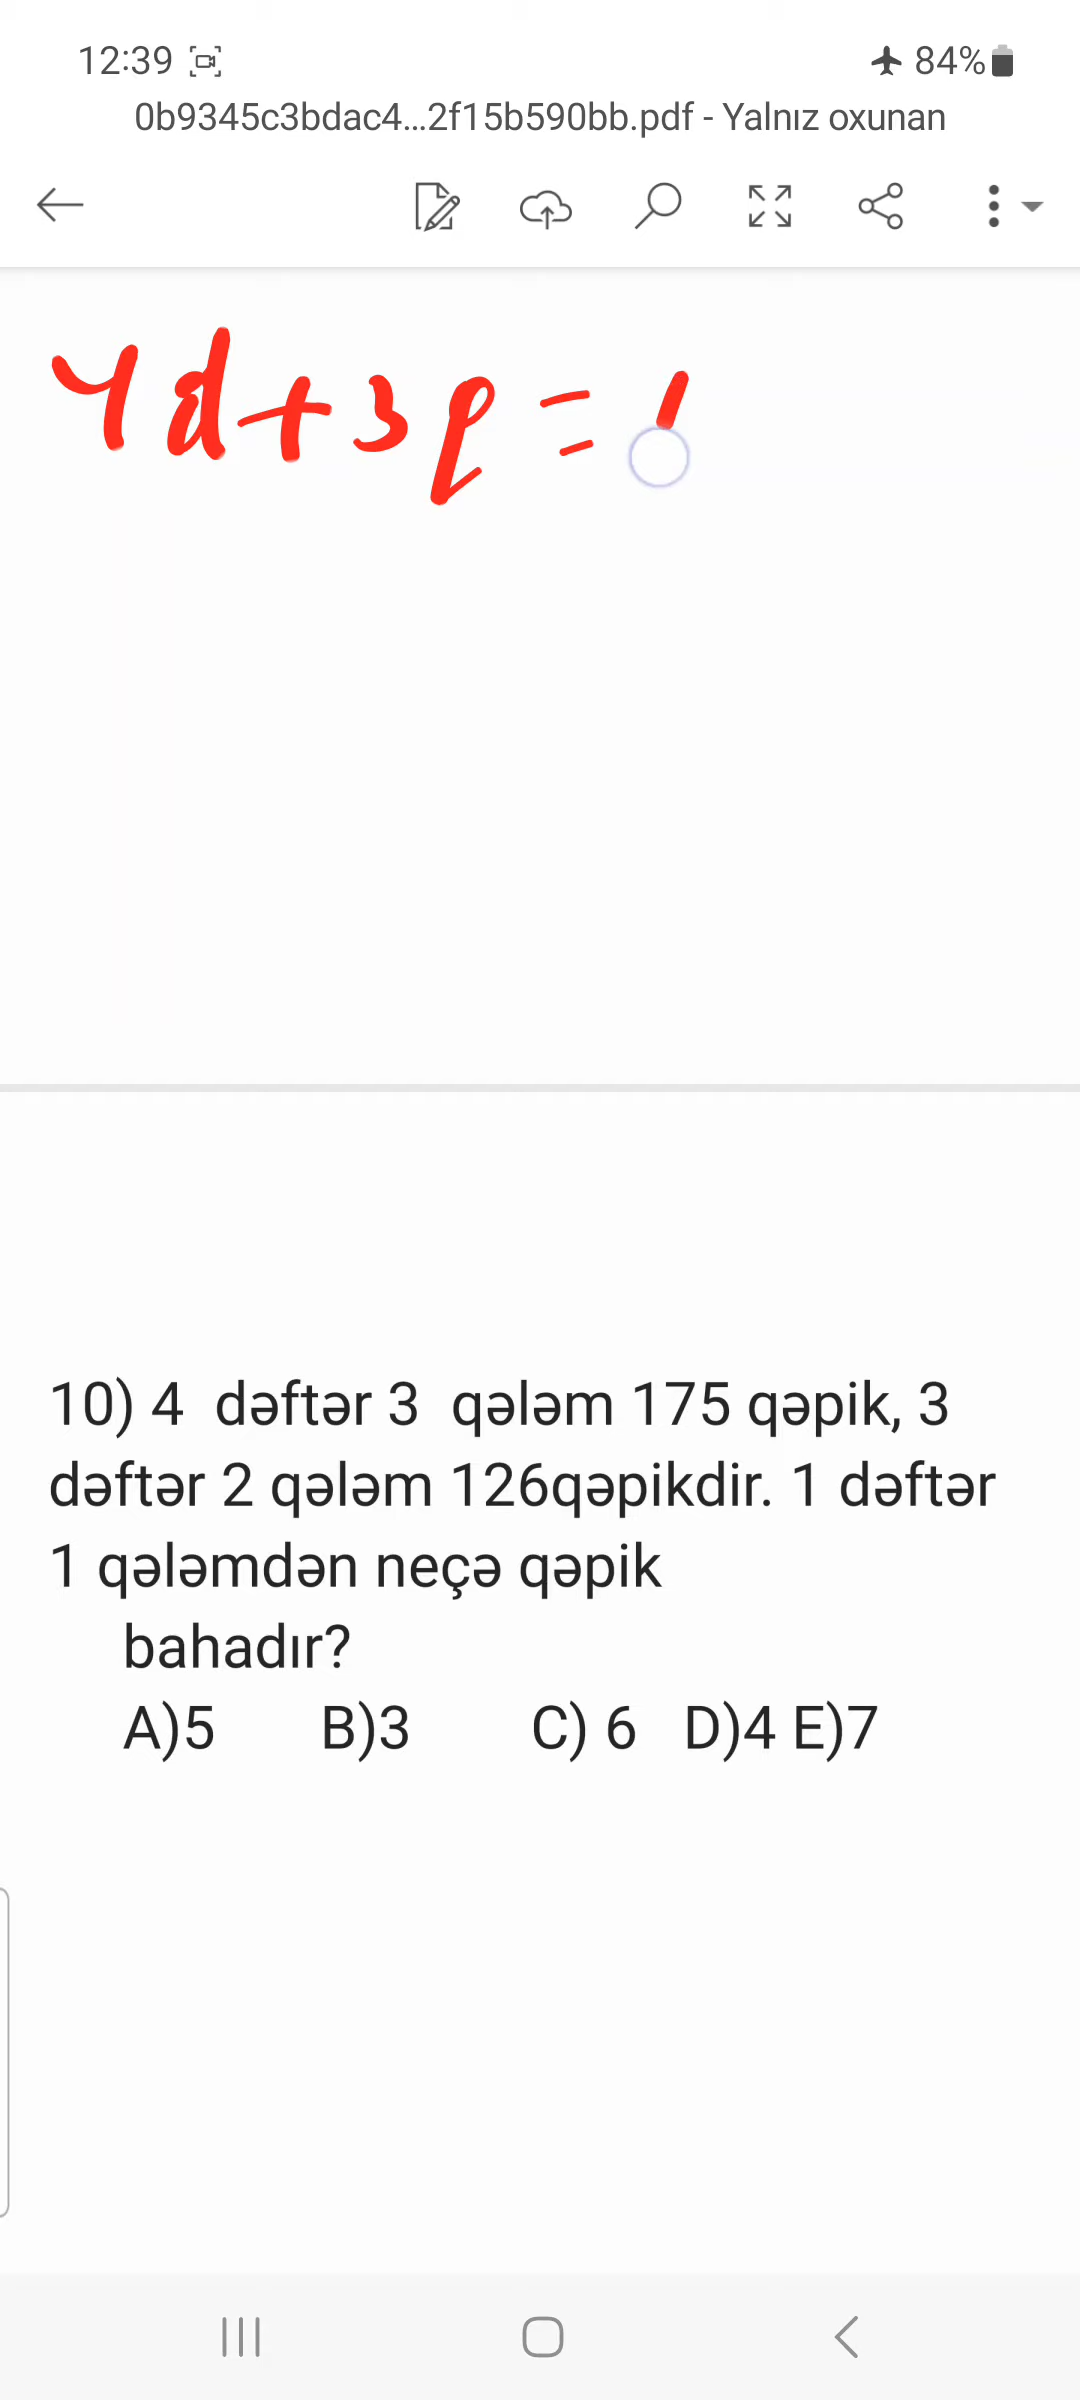 12:39
84%
0b9345c3bdac4...2f15b590bb.pdf - Yalnız oxunan
4d+3q=1
10) 4 dəftər 3 qələm 175 qəpik, 3
dəftər 2 qələm 126qəpikdir. 1 dəftər
1 qələmdən neçə qəpik
bahadır?
A)5 B)3 C) 6 D)4 E)7